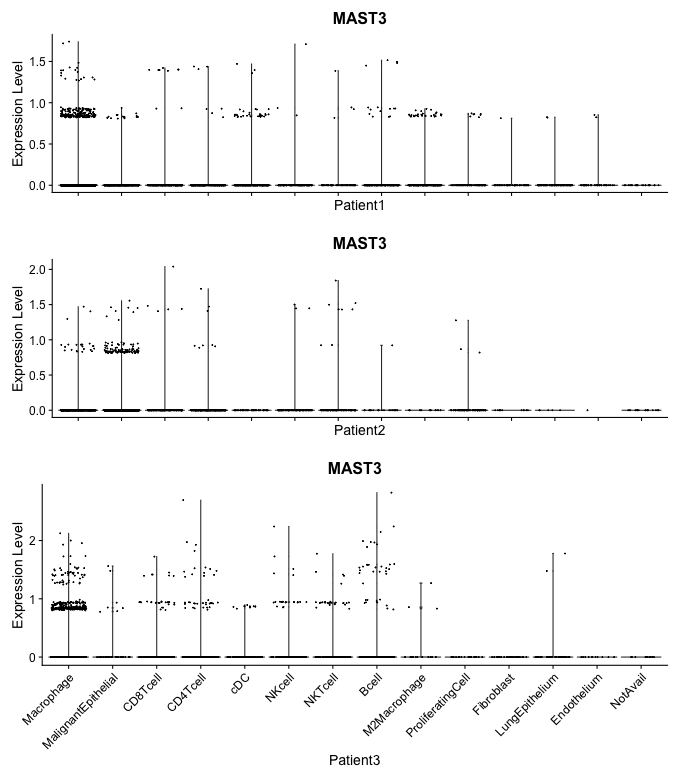 MAST3
Expression Level
1.5
1.0
0.5
0.0
Patient1
MAST3
Expression Level
2.0
1.5
1.0
0.5
0.0
Patient2
MAST3
Expression Level
2
1
0
Macrophage
MalignantEpithelial
CD8Tcell
CD4Tcell
cDC
NKcell
NKTcell
Bcell
M2Macrophage
ProliferatingCell
Fibroblast
LungEpithelium
Endothelium
NotAvail
Patient3